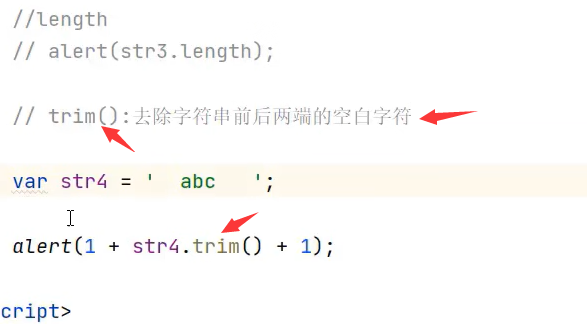 //length
// alert(str3.length);
// trim():去除字符串前后两端的空白字符
var str4 = '  abc   ';
alert(1 + str4.trim() + 1);
cript>